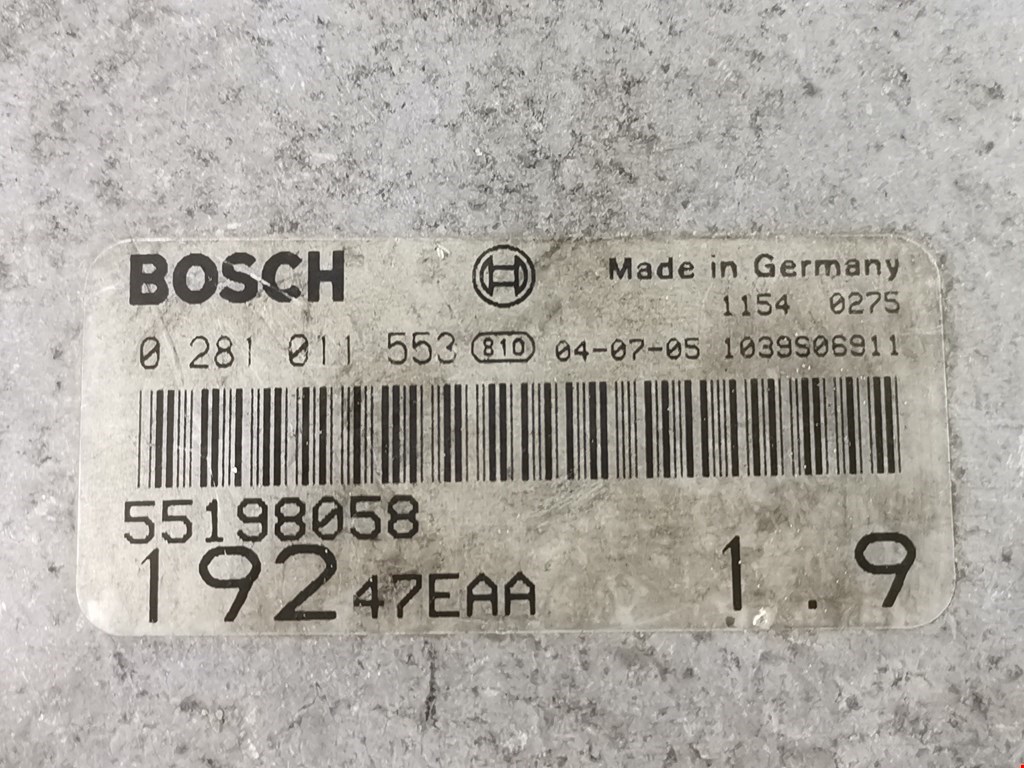 BOSCH Made in Germany
1154 0275
0 281 011 553 810 04-07-05 1039S06911
55198058
192 47EAA 1.9